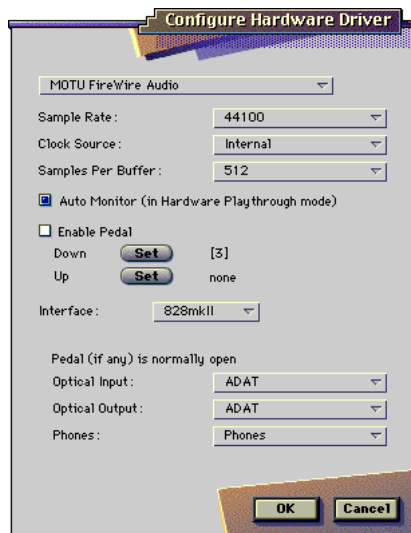 Configure Hardware Driver
MOTU FireWire Audio
Sample Rate: 44100
Clock Source: Internal
Samples Per Buffer: 512
Auto Monitor (in Hardware Playthrough mode)
Enable Pedal
Down Set [3]
Up Set none
Interface: 828mkII
Pedal (if any) is normally open
Optical Input: ADAT
Optical Output: ADAT
Phones: Phones
OK Cancel